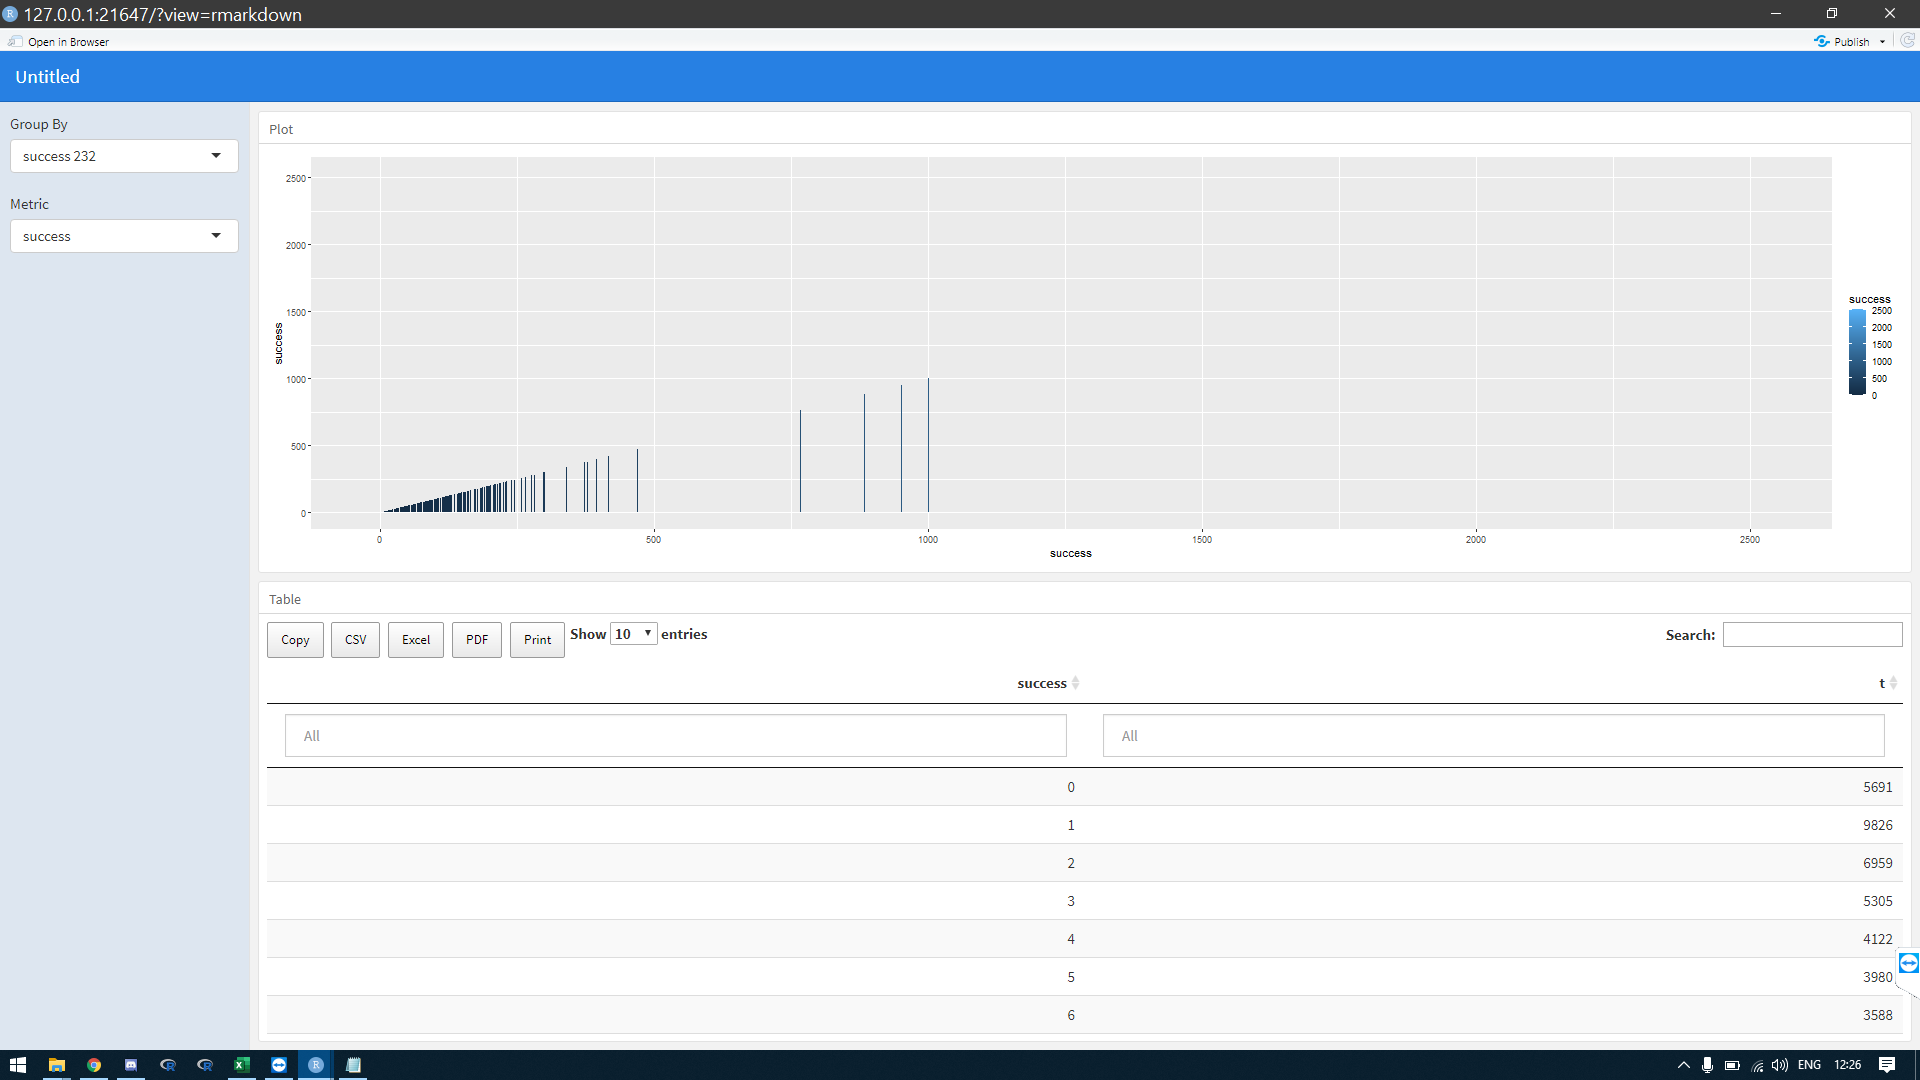 127.0.0.1:21647/?view=rmarkdown
Open in Browser
Publish
Untitled
Group By
success 232
Metric
success
Plot
2500
2000
1500
1000
500
0
success
0
500
1000
1500
2000
2500
success
success
2500
2000
1500
1000
500
0
Table
Copy
CSV
Excel
PDF
Print
Show 10 entries
Search:
success
t
All
All
0 5691
1 9826
2 6959
3 5305
4 4122
5 3980
6 3588
ENG
12:26